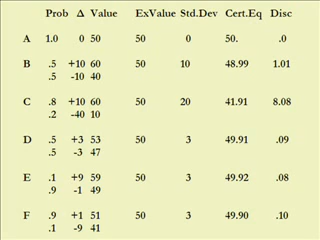 Prob Δ Value ExValue Std.Dev Cert.Eq Disc
A 1.0 0 50 50 0 50. .0
B .5 +10 60 50 10 48.99 1.01
.5 -10 40
C .8 +10 60 50 20 41.91 8.08
.2 -40 10
D .5 +3 53 50 3 49.91 .09
.5 -3 47
E .1 +9 59 50 3 49.92 .08
.9 -1 49
F .9 +1 51 50 3 49.90 .10
.1 -9 41